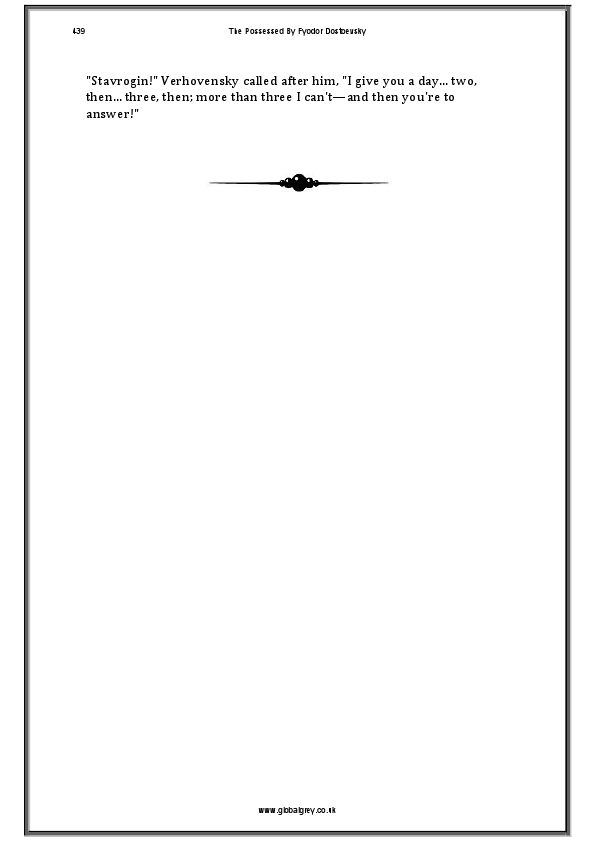 439
The Possessed By Fyodor Dostoevsky
"Stavrogin!" Verhovensky called after him, "I give you a day... two,
then... three, then; more than three I can't—and then you're to
answer!"
www.globalgrey.co.uk